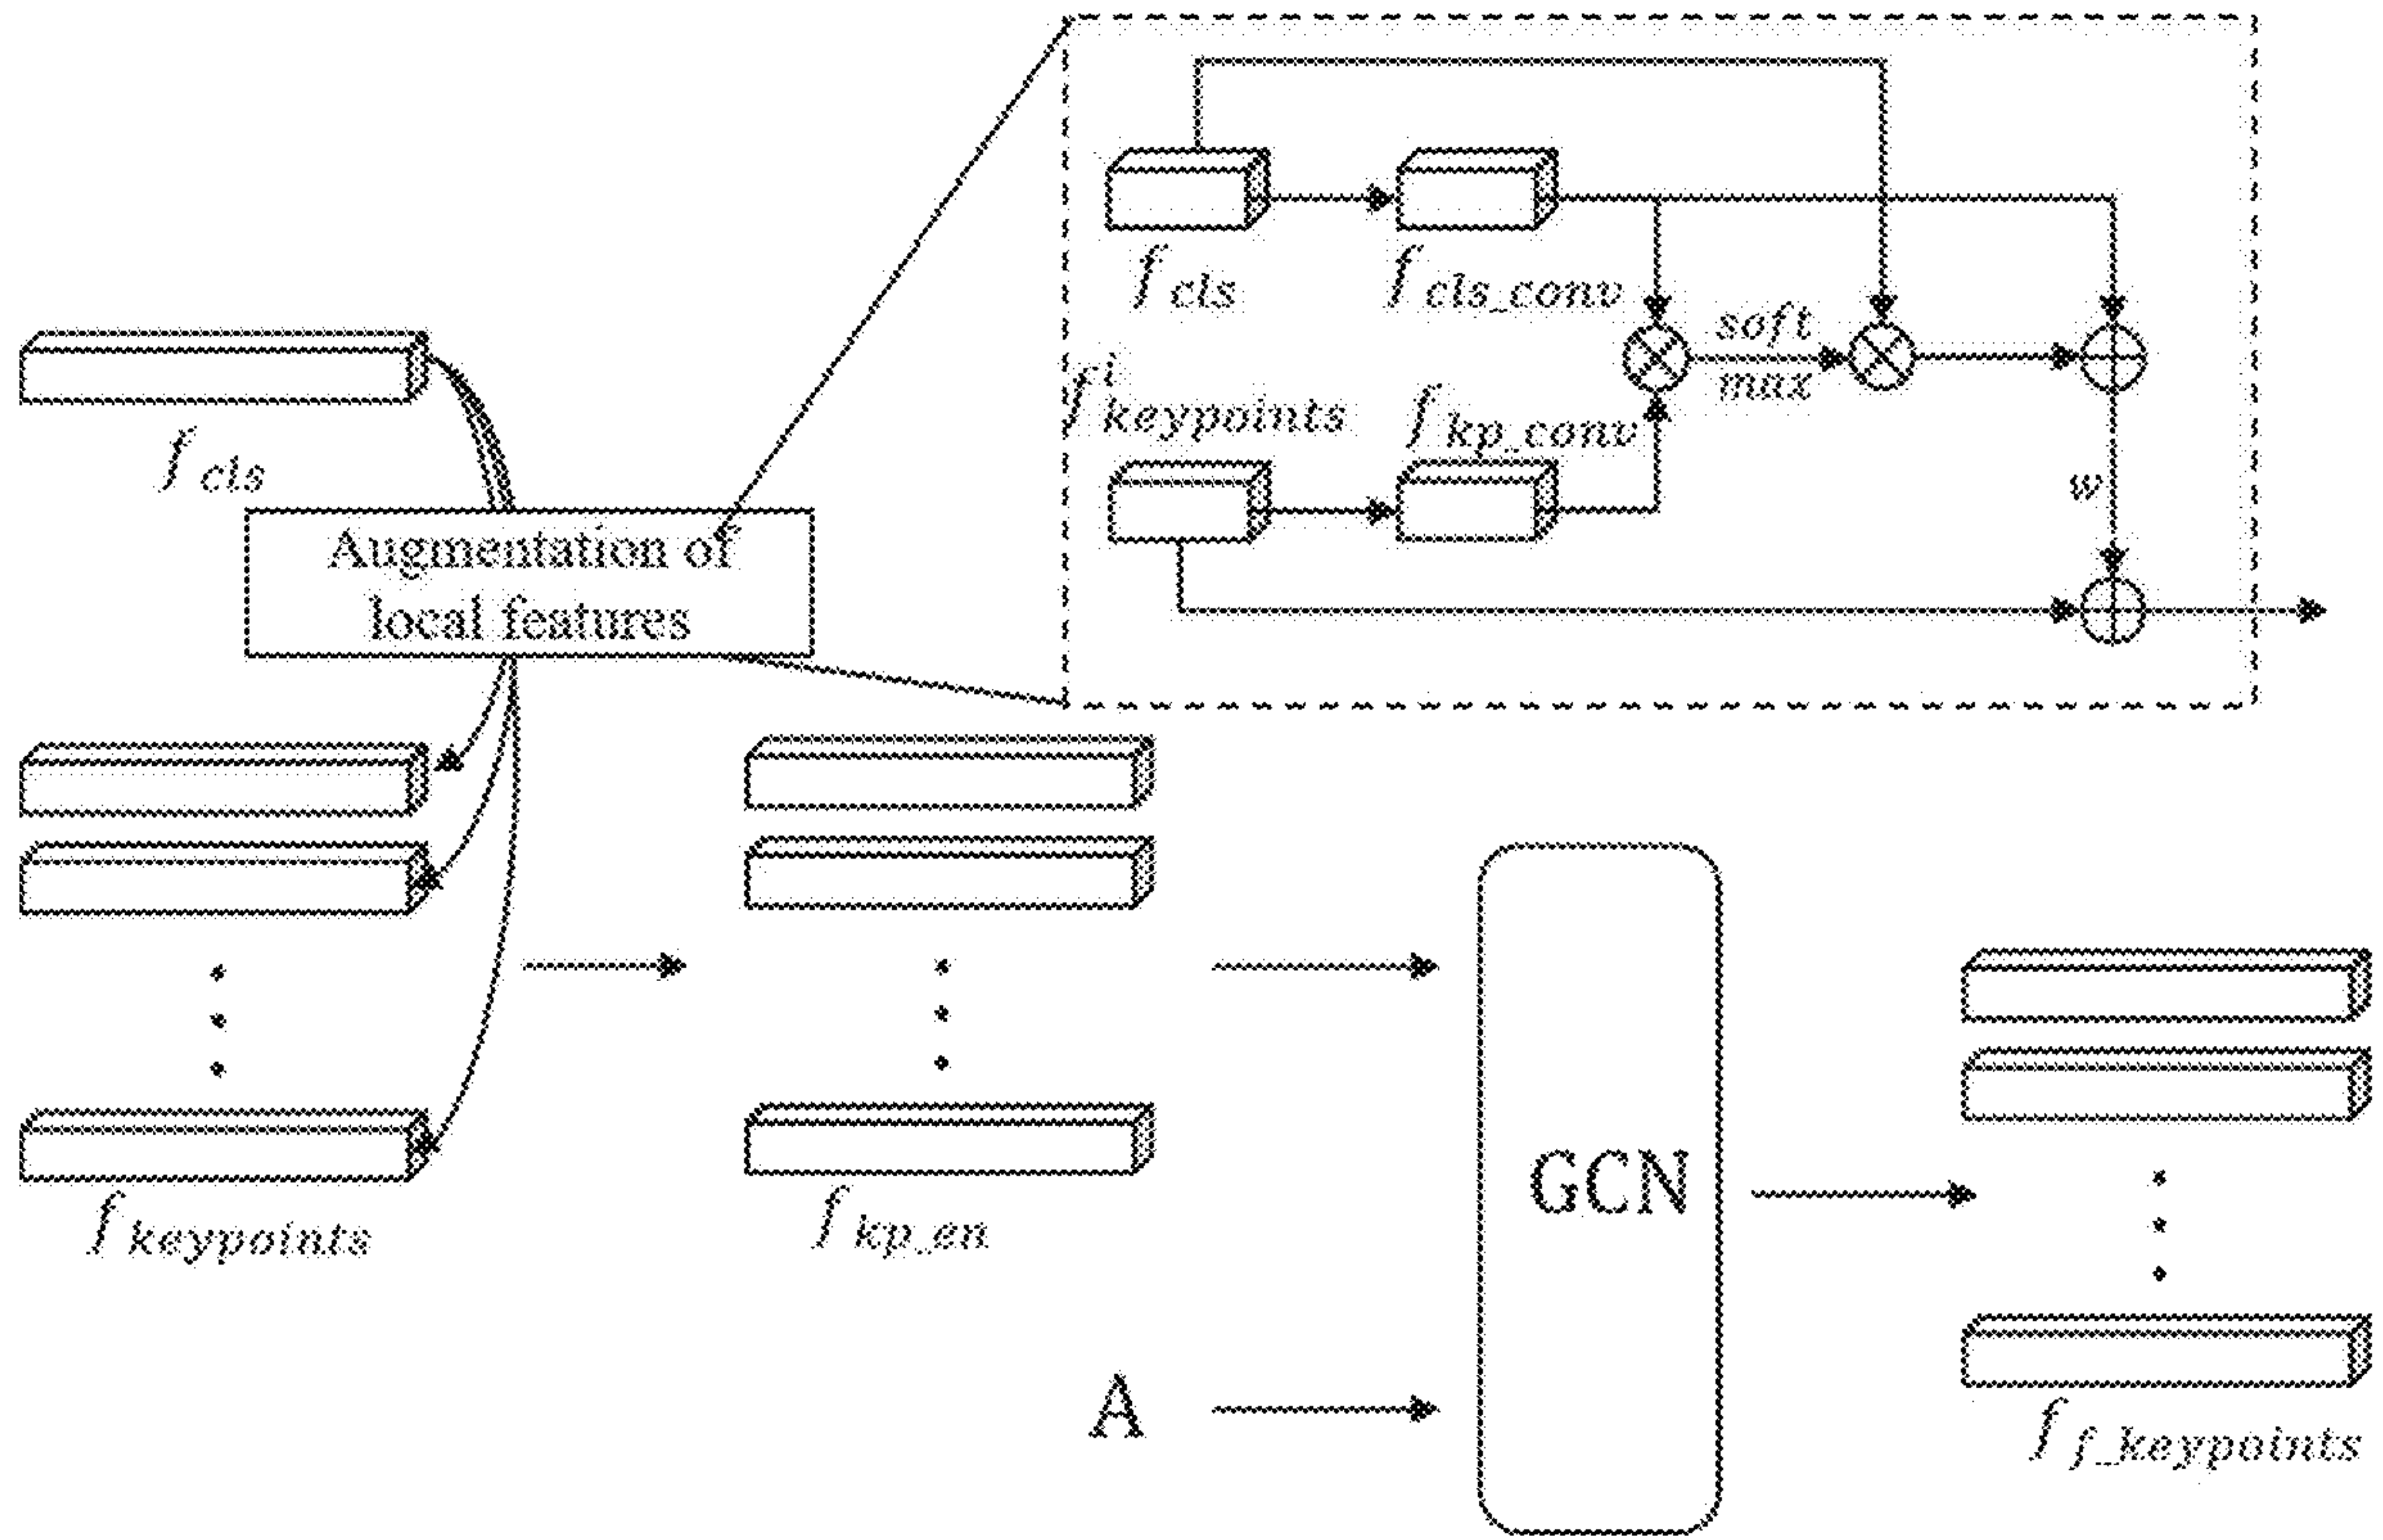 f cls
f cls_conv
soft
max
f i keypoints
f kp_conv
w
f cls
Augmentation of
local features
f keypoints
f kp_en
GCN
A
f f_keypoints